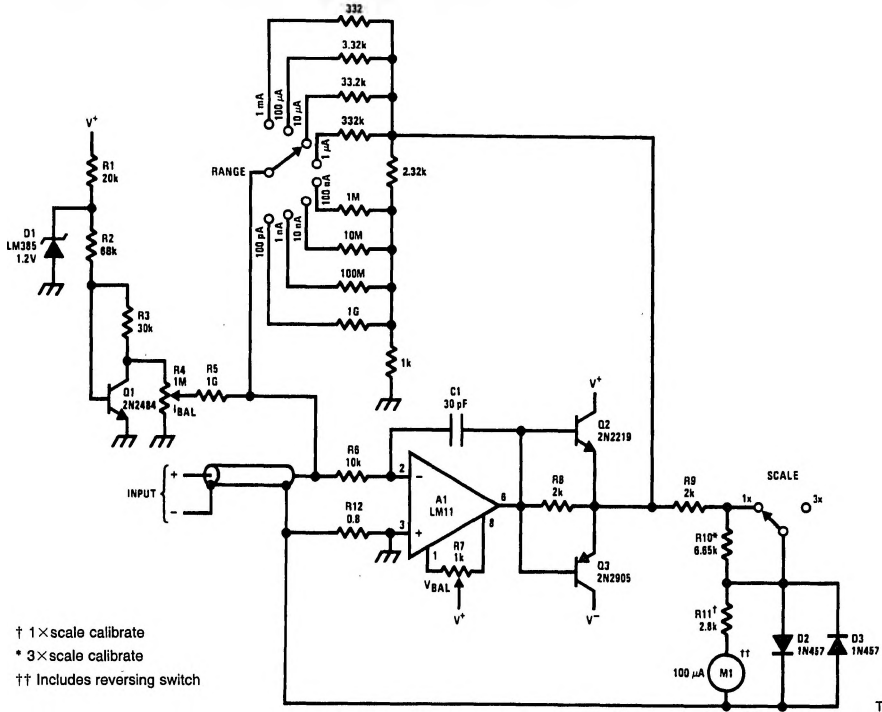 332
3.32k
33.2k
332k
2.32k
1 mA
100 μA
10 μA
1 μA
RANGE
100 nA
10 nA
1 nA
100 pA
1M
10M
100M
1G
1k
V+
R1
20k
D1
LM385
1.2V
R2
68k
R3
30k
R4
1M
R5
1G
Q1
2N2484
IBAL
C1
30 pF
V+
Q2
2N2219
INPUT
+
−
R6
10k
R12
0.8
2
−
3
+
A1
LM11
6
1
8
R7
1k
VBAL
V+
R8
2k
Q3
2N2905
V−
R9
2k
SCALE
1x
3x
R10*
6.65k
R11†
2.8k
D2
1N457
D3
1N457
100 μA
M1
††
† 1×scale calibrate
* 3×scale calibrate
†† Includes reversing switch
T